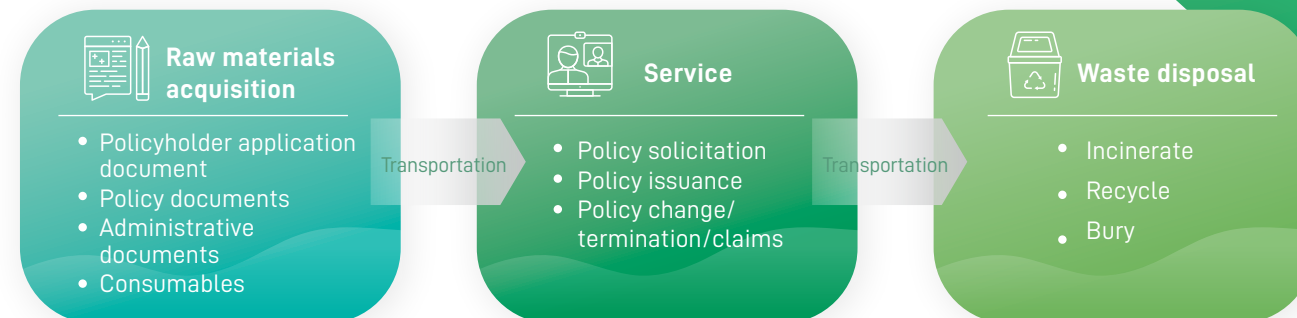 Raw materials
acquisition
• Policyholder application
document
• Policy documents
• Administrative
documents
• Consumables
Transportation
Service
• Policy solicitation
• Policy issuance
• Policy change/
termination/claims
Transportation
Waste disposal
• Incinerate
• Recycle
• Bury